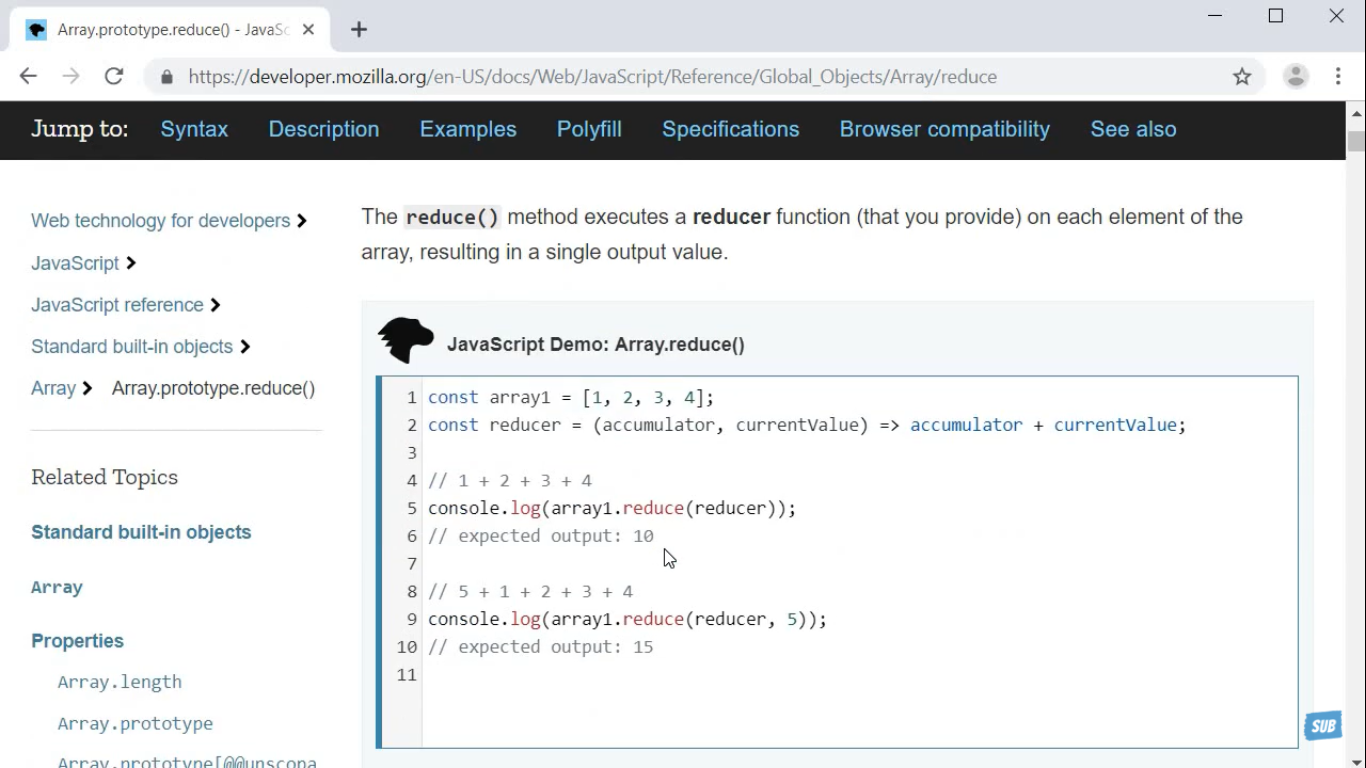 Array.prototype.reduce() - JavaSc
https://developer.mozilla.org/en-US/docs/Web/JavaScript/Reference/Global_Objects/Array/reduce
Jump to: Syntax Description Examples Polyfill Specifications Browser compatibility See also
Web technology for developers
JavaScript
JavaScript reference
Standard built-in objects
Array Array.prototype.reduce()
Related Topics
Standard built-in objects
Array
Properties
Array.length
Array.prototype
Array.prototype[@@unscopa
The reduce() method executes a reducer function (that you provide) on each element of the
array, resulting in a single output value.
JavaScript Demo: Array.reduce()
1 const array1 = [1, 2, 3, 4];
2 const reducer = (accumulator, currentValue) => accumulator + currentValue;
3
4 // 1 + 2 + 3 + 4
5 console.log(array1.reduce(reducer));
6 // expected output: 10
7
8 // 5 + 1 + 2 + 3 + 4
9 console.log(array1.reduce(reducer, 5));
10 // expected output: 15
11
SUB